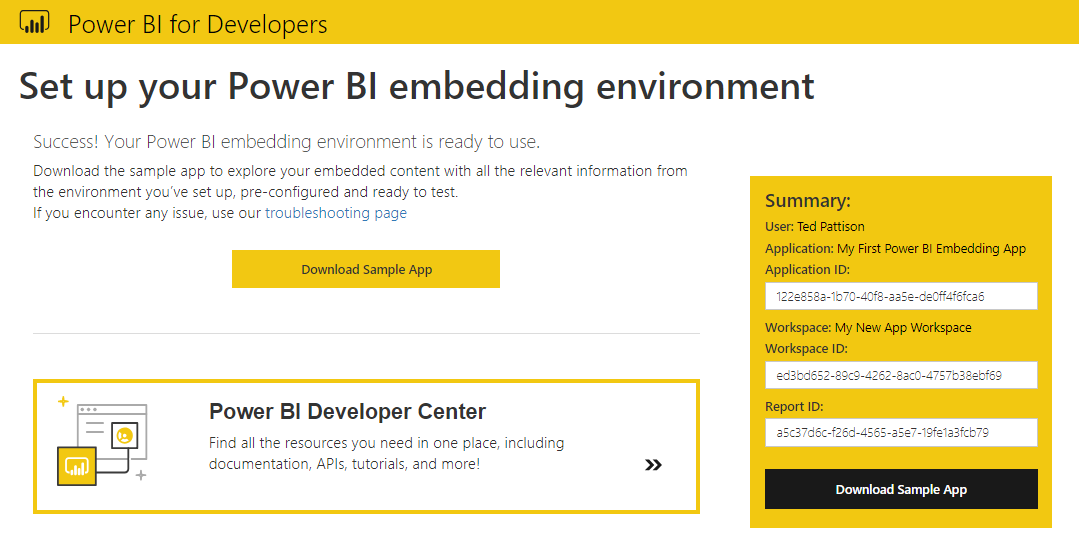 Power BI for Developers
Set up your Power BI embedding environment
Success! Your Power BI embedding environment is ready to use.
Download the sample app to explore your embedded content with all the relevant information from
the environment you've set up, pre-configured and ready to test.
If you encounter any issue, use our troubleshooting page
Download Sample App
Power BI Developer Center
Find all the resources you need in one place, including
documentation, APIs, tutorials, and more!
Summary:
User: Ted Pattison
Application: My First Power BI Embedding App
Application ID:
122e858a-1b70-40f8-aa5e-de0ff4f6fca6
Workspace: My New App Workspace
Workspace ID:
ed3bd652-89c9-4262-8ac0-4757b38ebf69
Report ID:
a5c37d6c-f26d-4565-a5e7-19fe1a3fcb79
Download Sample App